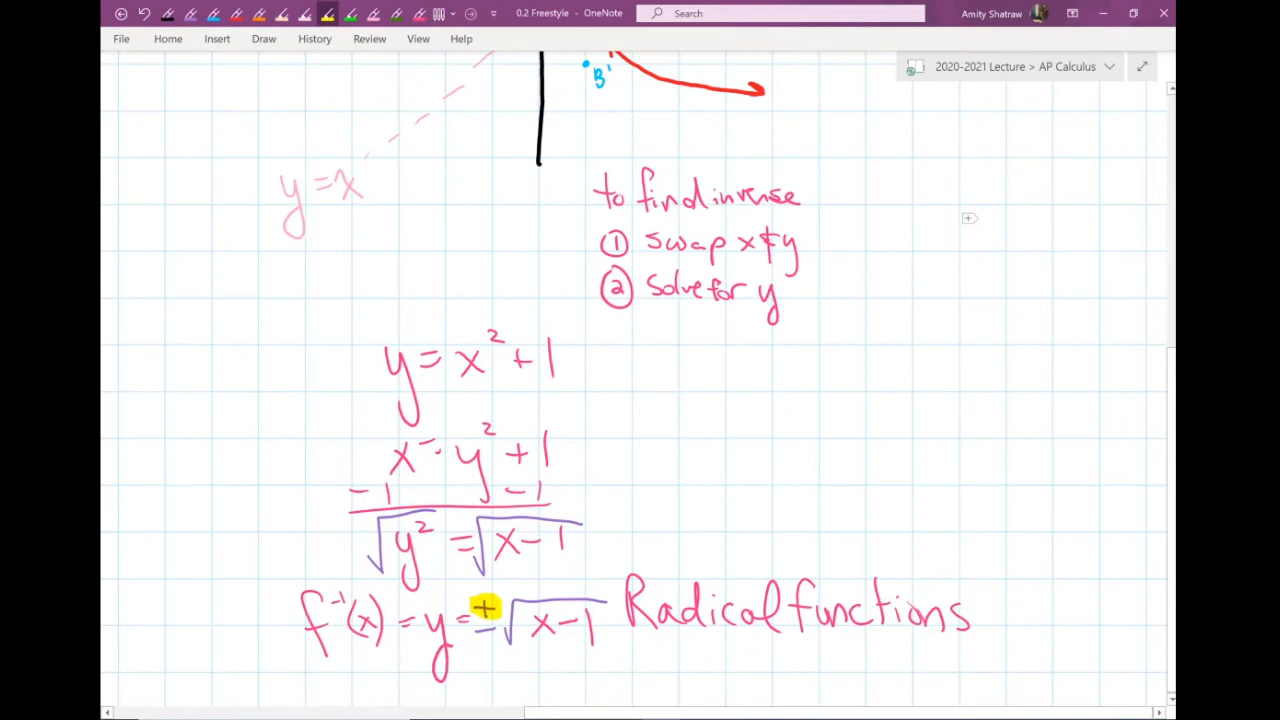 0.2 Freestyle - OneNote
Search
Amity Shatraw
File Home Insert Draw History Review View Help
2020-2021 Lecture > AP Calculus
B'
y=x
to find inverse
① swap x & y
② Solve for y
y = x² + 1
x = y² + 1
-1 -1
√y² = √x-1
f⁻¹(x) = y = ±√x-1 Radical functions